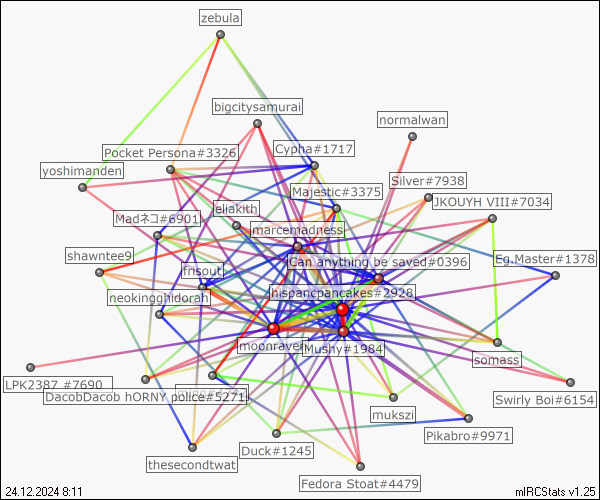 zebula
bigcitysamurai
normalwan
Pocket Persona#3326
Cypha#1717
yoshimanden
Majestic#3375
Silver#7938
JKOUYH VIII#7034
Madネコ#6901
eliakith
marcemadness
shawntee9
Can anything be saved#0396
Eg.Master#1378
frisout
neokingghidorah
hispancpancakes#2928
moonraven
Mushy#1984
somass
LPK2387 #7690
DacobDacob hORNY police#5271
mukszi
Swirly Boi#6154
Pikabro#9971
Duck#1245
thesecondtwat
Fedora Stoat#4479
24.12.2024 8:11
mIRCStats v1.25